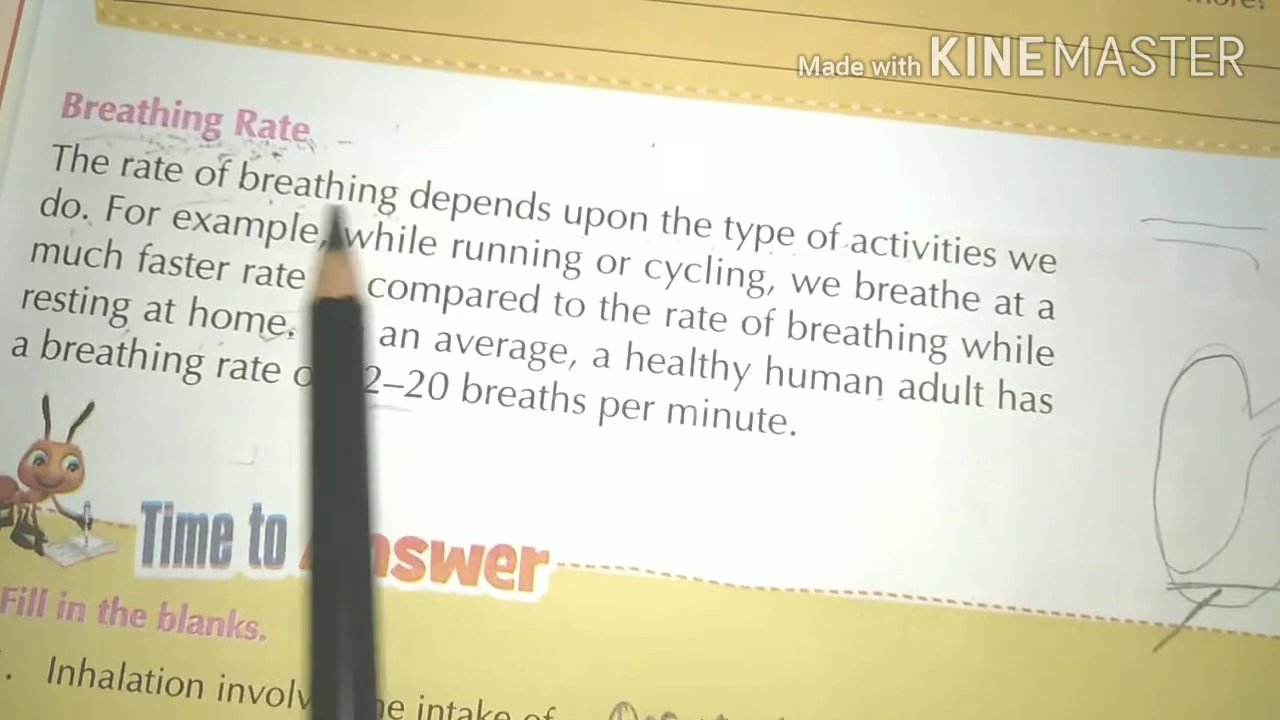 Made with KINEMASTER
Breathing Rate
The rate of breathing depends upon the type of activities we
do. For example, while running or cycling, we breathe at a
much faster rate compared to the rate of breathing while
resting at home. an average, a healthy human adult has
a breathing rate 2–20 breaths per minute.
Time to Answer
Fill in the blanks.
Inhalation involv e intake of